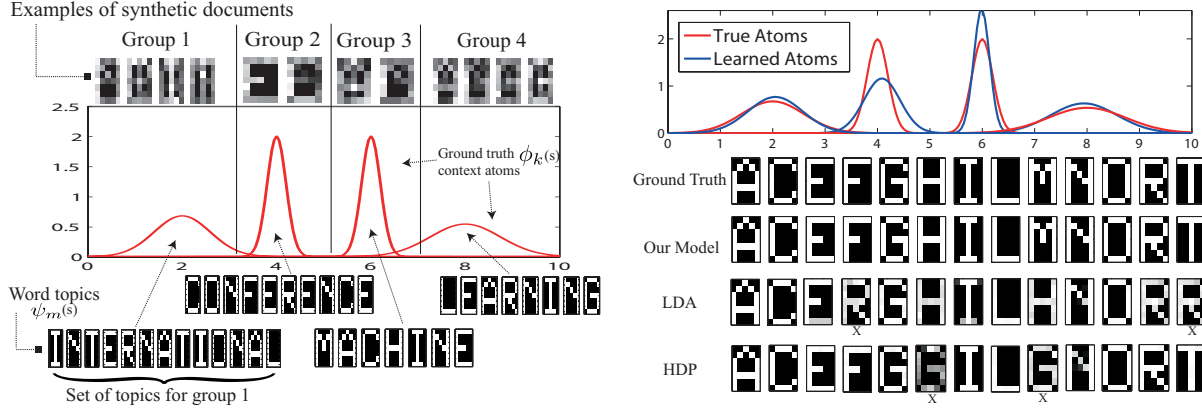 Examples of synthetic documents
Group 1
Group 2
Group 3
Group 4
2.5
2
1.5
1
0.5
0
0 2 4 6 8 10
Ground truth ϕk(s)
context atoms
Word topics
ψm(s)
CONFERENCE
LEARNING
INTERNATIONAL
MACHINE
Set of topics for group 1
2
1
0
True Atoms
Learned Atoms
0 1 2 3 4 5 6 7 8 9 10
Ground Truth A C E F G H I L M N O R T
Our Model A C E F G H I L M N O R T
LDA
X X
HDP
X X